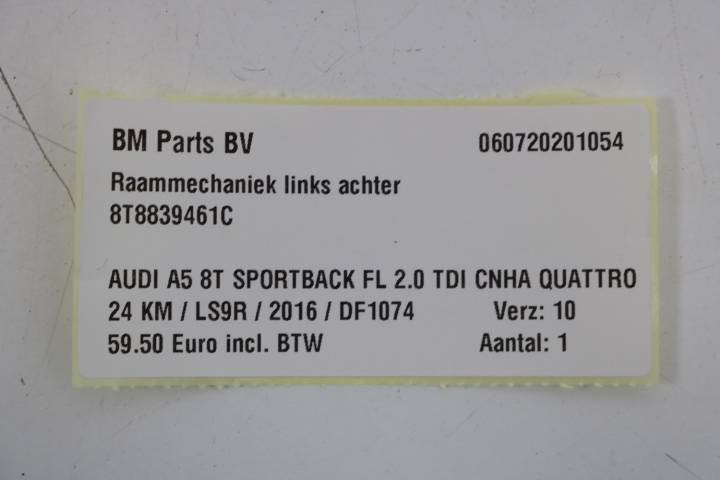 BM Parts BV 060720201054
Raammechaniek links achter
8T8839461C
AUDI A5 8T SPORTBACK FL 2.0 TDI CNHA QUATTRO
24 KM / LS9R / 2016 / DF1074 Verz: 10
59.50 Euro incl. BTW Aantal: 1